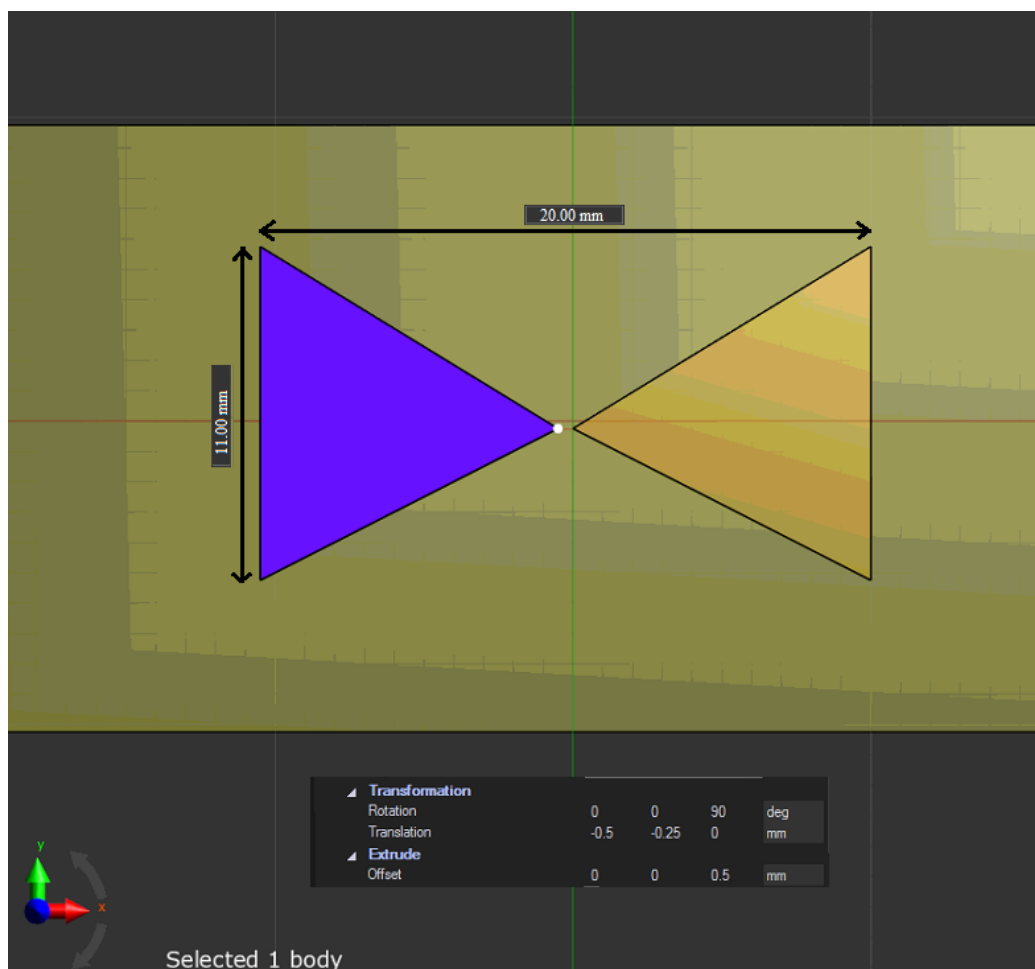 20.00 mm
11.00 mm
Transformation
Rotation 0 0 90 deg
Translation -0.5 -0.25 0 mm
Extrude
Offset 0 0 0.5 mm
y
x
Selected 1 body